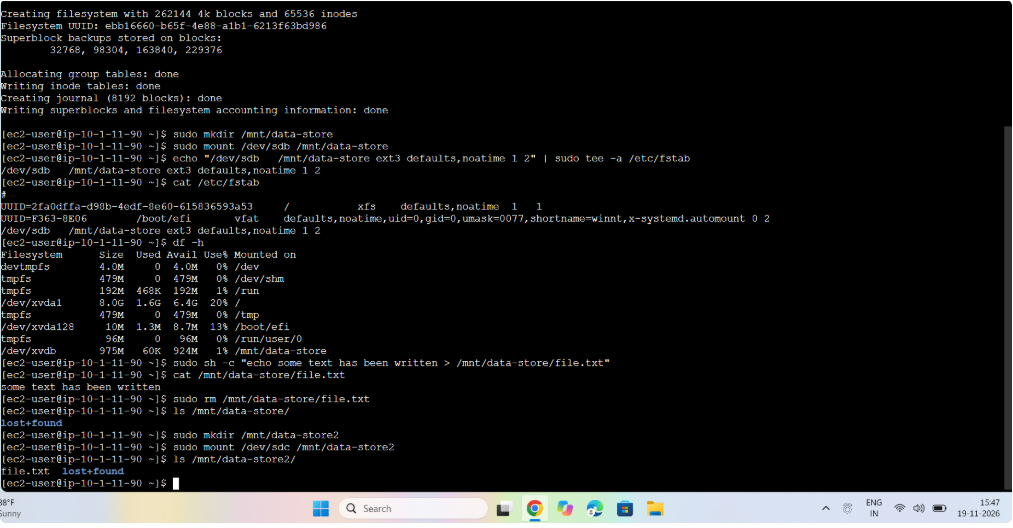 Creating filesystem with 262144 4k blocks and 65536 inodes
Filesystem UUID: ebb16660-b65f-4e88-a1b1-6213f63bd986
Superblock backups stored on blocks:
        32768, 98304, 163840, 229376

Allocating group tables: done
Writing inode tables: done
Creating journal (8192 blocks): done
Writing superblocks and filesystem accounting information: done

[ec2-user@ip-10-1-11-90 ~]$ sudo mkdir /mnt/data-store
[ec2-user@ip-10-1-11-90 ~]$ sudo mount /dev/sdb /mnt/data-store
[ec2-user@ip-10-1-11-90 ~]$ echo "/dev/sdb   /mnt/data-store ext3 defaults,noatime 1 2" | sudo tee -a /etc/fstab
/dev/sdb   /mnt/data-store ext3 defaults,noatime 1 2
[ec2-user@ip-10-1-11-90 ~]$ cat /etc/fstab
#
UUID=2fa0dffa-d98b-4edf-8e60-615836593a53     /           xfs    defaults,noatime  1   1
UUID=F363-8E06        /boot/efi       vfat    defaults,noatime,uid=0,gid=0,umask=0077,shortname=winnt,x-systemd.automount 0 2
/dev/sdb   /mnt/data-store ext3 defaults,noatime 1 2
[ec2-user@ip-10-1-11-90 ~]$ df -h
Filesystem      Size  Used Avail Use% Mounted on
devtmpfs        4.0M     0  4.0M   0% /dev
tmpfs           479M     0  479M   0% /dev/shm
tmpfs           192M  468K  192M   1% /run
/dev/xvda1      8.0G  1.6G  6.4G  20% /
tmpfs           479M     0  479M   0% /tmp
/dev/xvda128     10M  1.3M  8.7M  13% /boot/efi
tmpfs            96M     0   96M   0% /run/user/0
/dev/xvdb       975M   60K  924M   1% /mnt/data-store
[ec2-user@ip-10-1-11-90 ~]$ sudo sh -c "echo some text has been written > /mnt/data-store/file.txt"
[ec2-user@ip-10-1-11-90 ~]$ cat /mnt/data-store/file.txt
some text has been written
[ec2-user@ip-10-1-11-90 ~]$ sudo rm /mnt/data-store/file.txt
[ec2-user@ip-10-1-11-90 ~]$ ls /mnt/data-store/
lost+found
[ec2-user@ip-10-1-11-90 ~]$ sudo mkdir /mnt/data-store2
[ec2-user@ip-10-1-11-90 ~]$ sudo mount /dev/sdc /mnt/data-store2
[ec2-user@ip-10-1-11-90 ~]$ ls /mnt/data-store2/
file.txt  lost+found
[ec2-user@ip-10-1-11-90 ~]$
38°F
Sunny
Search
ENG
IN
15:47
19-11-2026